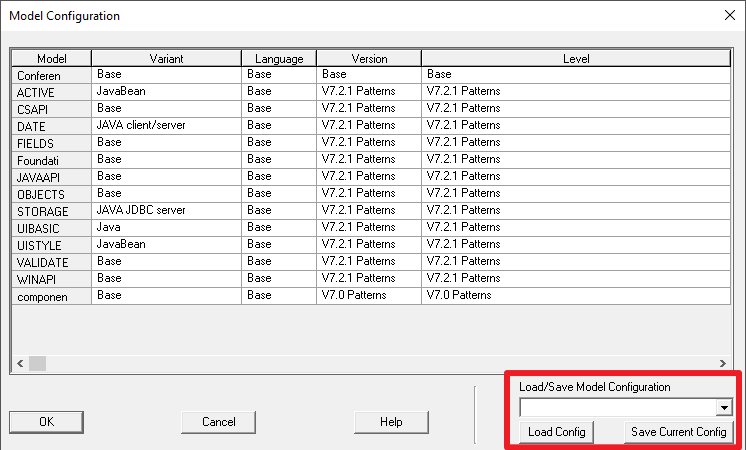 Model Configuration
Model Variant Language Version Level
Conferen Base Base Base Base
ACTIVE JavaBean Base V7.2.1 Patterns V7.2.1 Patterns
CSAPI Base Base V7.2.1 Patterns V7.2.1 Patterns
DATE JAVA client/server Base V7.2.1 Patterns V7.2.1 Patterns
FIELDS Base Base V7.2.1 Patterns V7.2.1 Patterns
Foundati Base Base V7.2.1 Patterns V7.2.1 Patterns
JAVAAPI Base Base V7.2.1 Patterns V7.2.1 Patterns
OBJECTS Base Base V7.2.1 Patterns V7.2.1 Patterns
STORAGE JAVA JDBC server Base V7.2.1 Patterns V7.2.1 Patterns
UIBASIC Java Base V7.2.1 Patterns V7.2.1 Patterns
UISTYLE JavaBean Base V7.2.1 Patterns V7.2.1 Patterns
VALIDATE Base Base V7.2.1 Patterns V7.2.1 Patterns
WINAPI Base Base V7.2.1 Patterns V7.2.1 Patterns
componen Base Base V7.0 Patterns V7.0 Patterns
Load/Save Model Configuration
OK Cancel Help Load Config Save Current Config